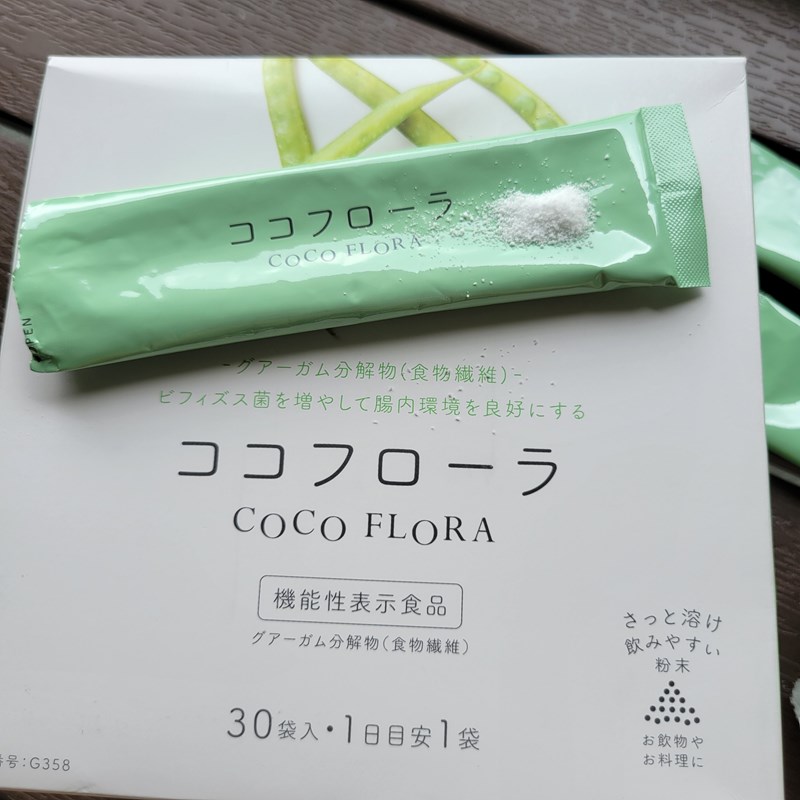 ココフローラ
COCO FLORA
-グアーガム分解物(食物繊維)-
ビフィズス菌を増やして腸内環境を良好にする
ココフローラ
COCO FLORA
機能性表示食品
グアーガム分解物(食物繊維)
30袋入・1日目安1袋
さっと溶け
飲みやすい
粉末
お飲物や
お料理に
番号:G358